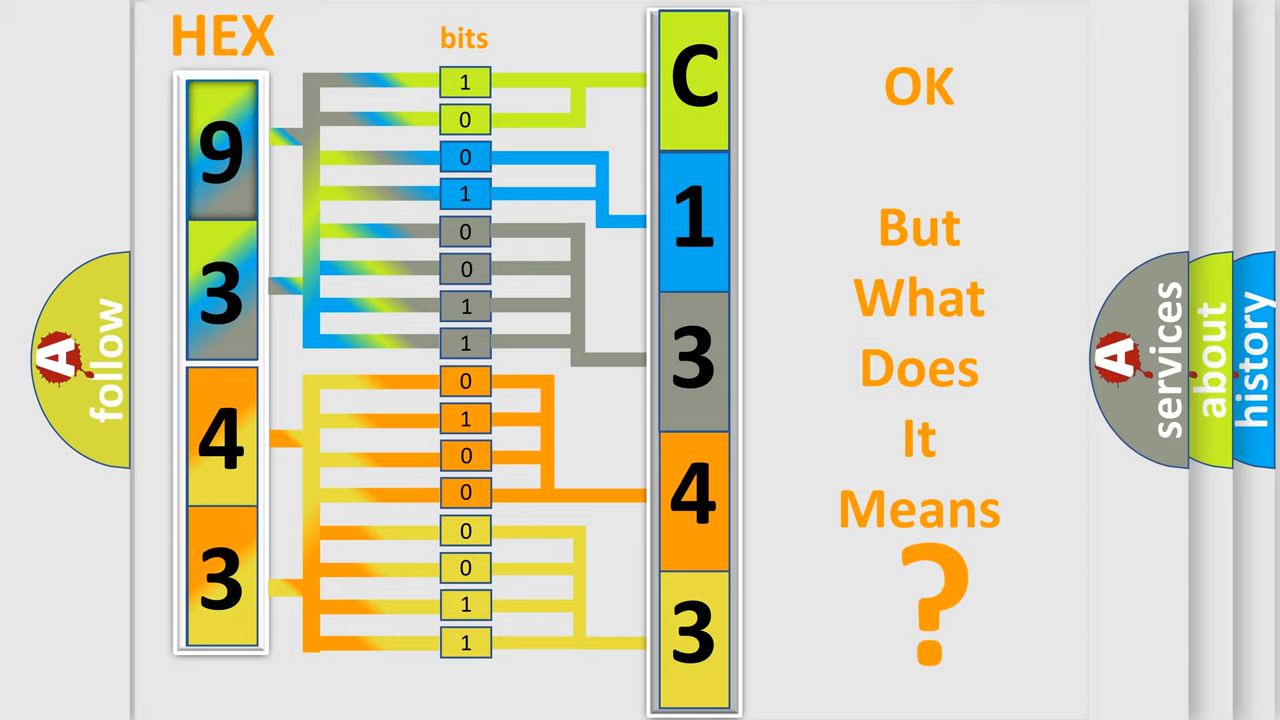 HEX
bits
9
3
4
3
1
0
0
1
0
0
1
1
0
1
0
0
0
0
1
1
C
1
3
4
3
OK
But
What
Does
It
Means
?
A
follow
A
services
about
history